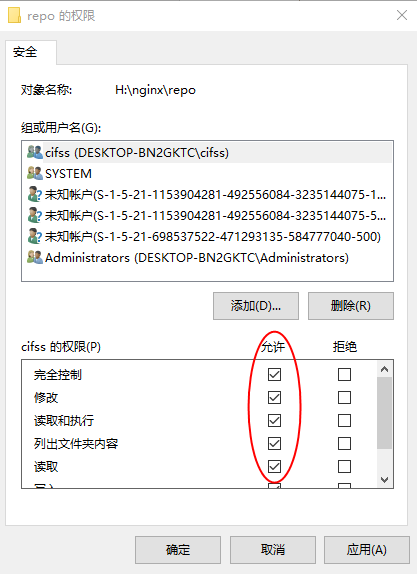 repo 的权限
安全
对象名称: H:\nginx\repo
组或用户名(G):
cifss (DESKTOP-BN2GKTC\cifss)
SYSTEM
未知帐户(S-1-5-21-1153904281-492556084-3235144075-1...
未知帐户(S-1-5-21-1153904281-492556084-3235144075-5...
未知帐户(S-1-5-21-698537522-471293135-584777040-500)
Administrators (DESKTOP-BN2GKTC\Administrators)
添加(D)... 删除(R)
cifss 的权限(P) 允许 拒绝
完全控制
修改
读取和执行
列出文件夹内容
读取
确定 取消 应用(A)